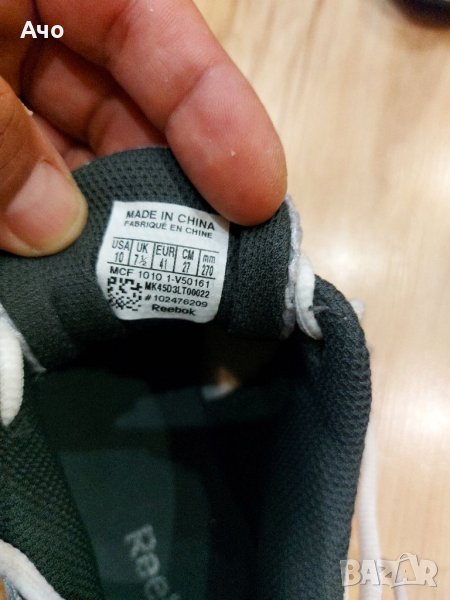 Ачо
MADE IN CHINA
FABRIQUÉ EN CHINE
USA UK EUR CM mm
10 7½ 41 27 270
MCF 1010 1-V50161
MK45D3LT00022
#102476209
Reebok
Reebok
BAZAR